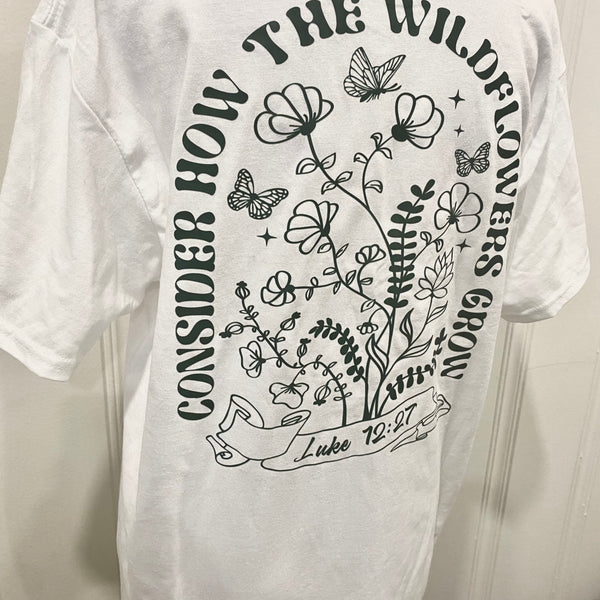 CONSIDER HOW THE WILDFLOWERS GROW
Luke 12:27